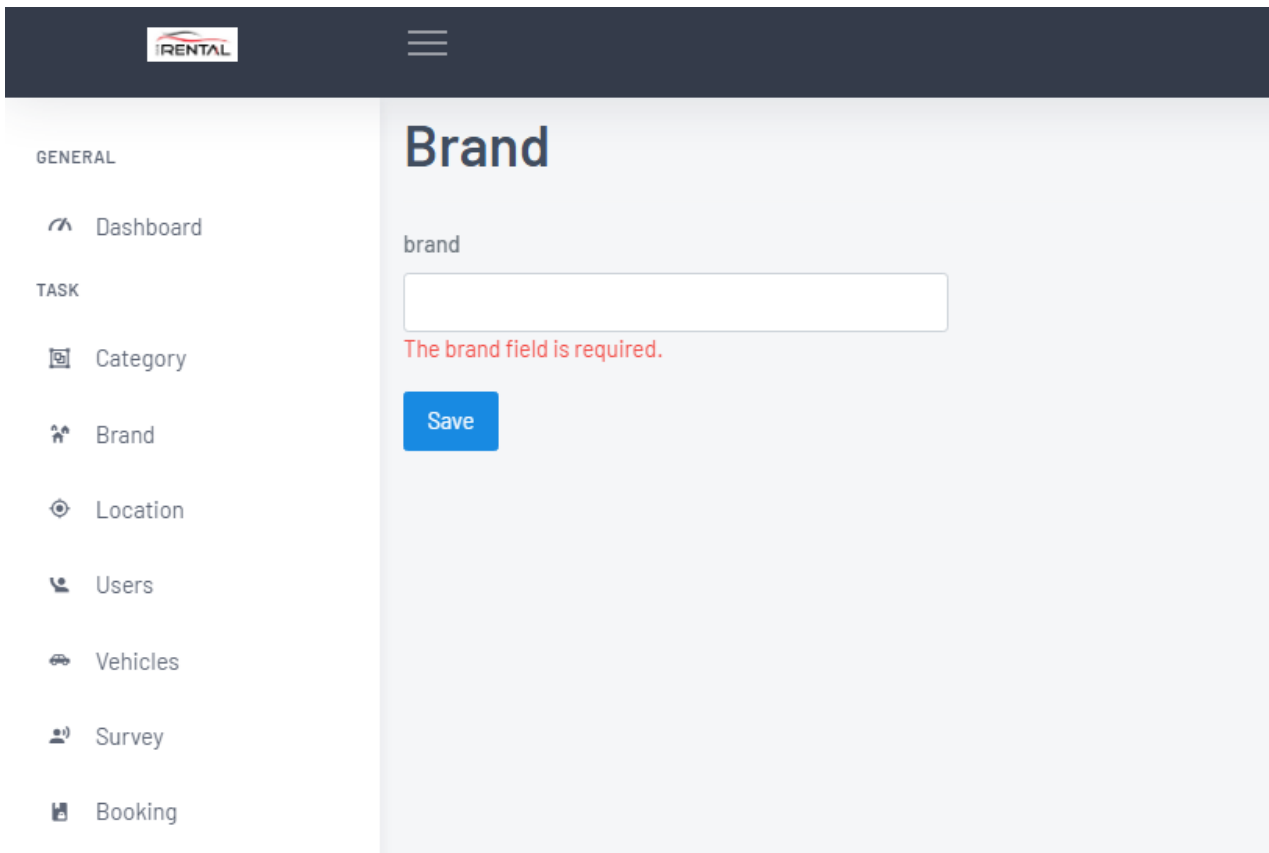 RENTAL
GENERAL
Dashboard
TASK
Category
Brand
Location
Users
Vehicles
Survey
Booking
Brand
brand
The brand field is required.
Save